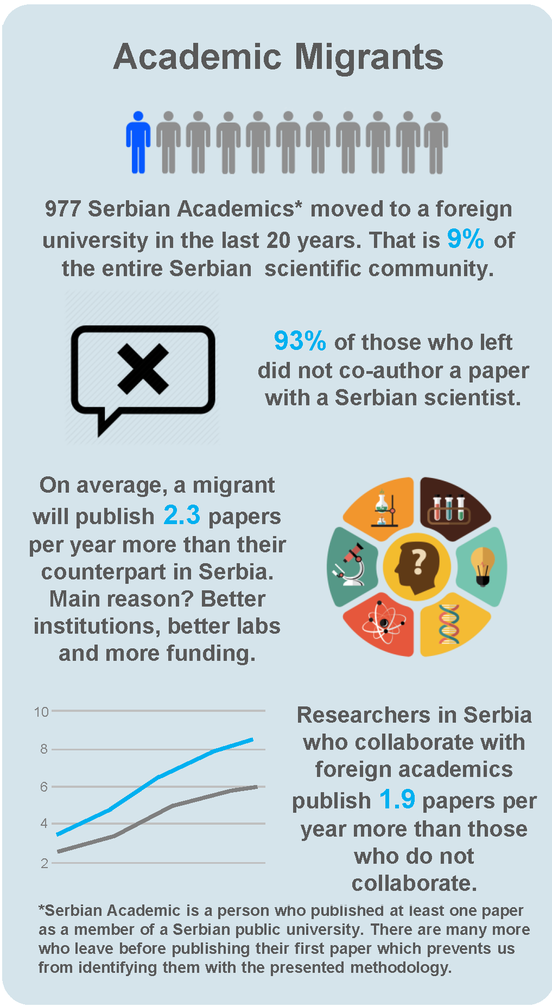 Academic Migrants
977 Serbian Academics* moved to a foreign
university in the last 20 years. That is 9% of
the entire Serbian scientific community.
93% of those who left
did not co-author a paper
with a Serbian scientist.
On average, a migrant
will publish 2.3 papers
per year more than their
counterpart in Serbia.
Main reason? Better
institutions, better labs
and more funding.
?
10
8
6
4
2
Researchers in Serbia
who collaborate with
foreign academics
publish 1.9 papers per
year more than those
who do not
collaborate.
*Serbian Academic is a person who published at least one paper
as a member of a Serbian public university. There are many more
who leave before publishing their first paper which prevents us
from identifying them with the presented methodology.